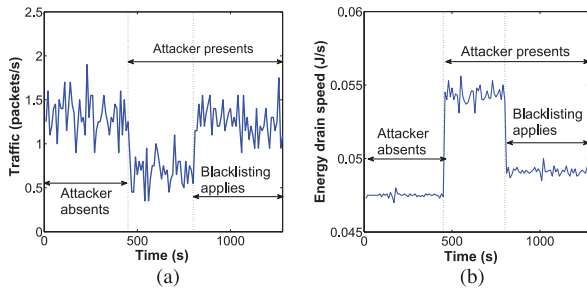 2.5
2
1.5
1
0.5
0
Traffic (packets/s)
Attacker presents
Attacker
absents
Blacklisting
applies
0
500
1000
Time (s)
(a)
0.06
0.055
0.05
0.045
Energy drain speed (J/s)
Attacker presents
Attacker
absents
Blacklisting
applies
0
500
1000
Time (s)
(b)